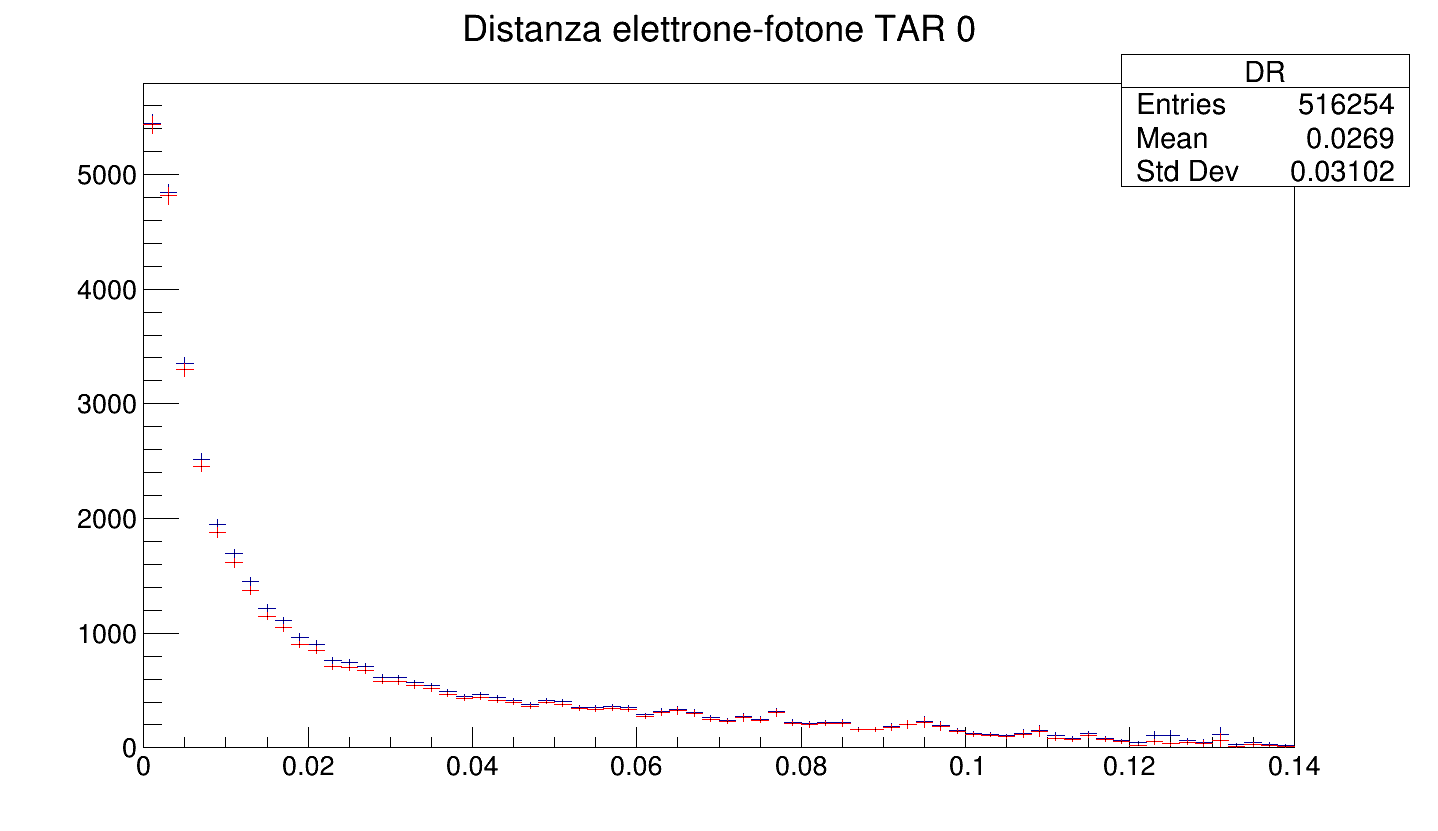 Distanza elettrone-fotone TAR 0
DR
Entries 516254
Mean 0.0269
Std Dev 0.03102
5000
4000
3000
2000
1000
0
0 0.02 0.04 0.06 0.08 0.1 0.12 0.14